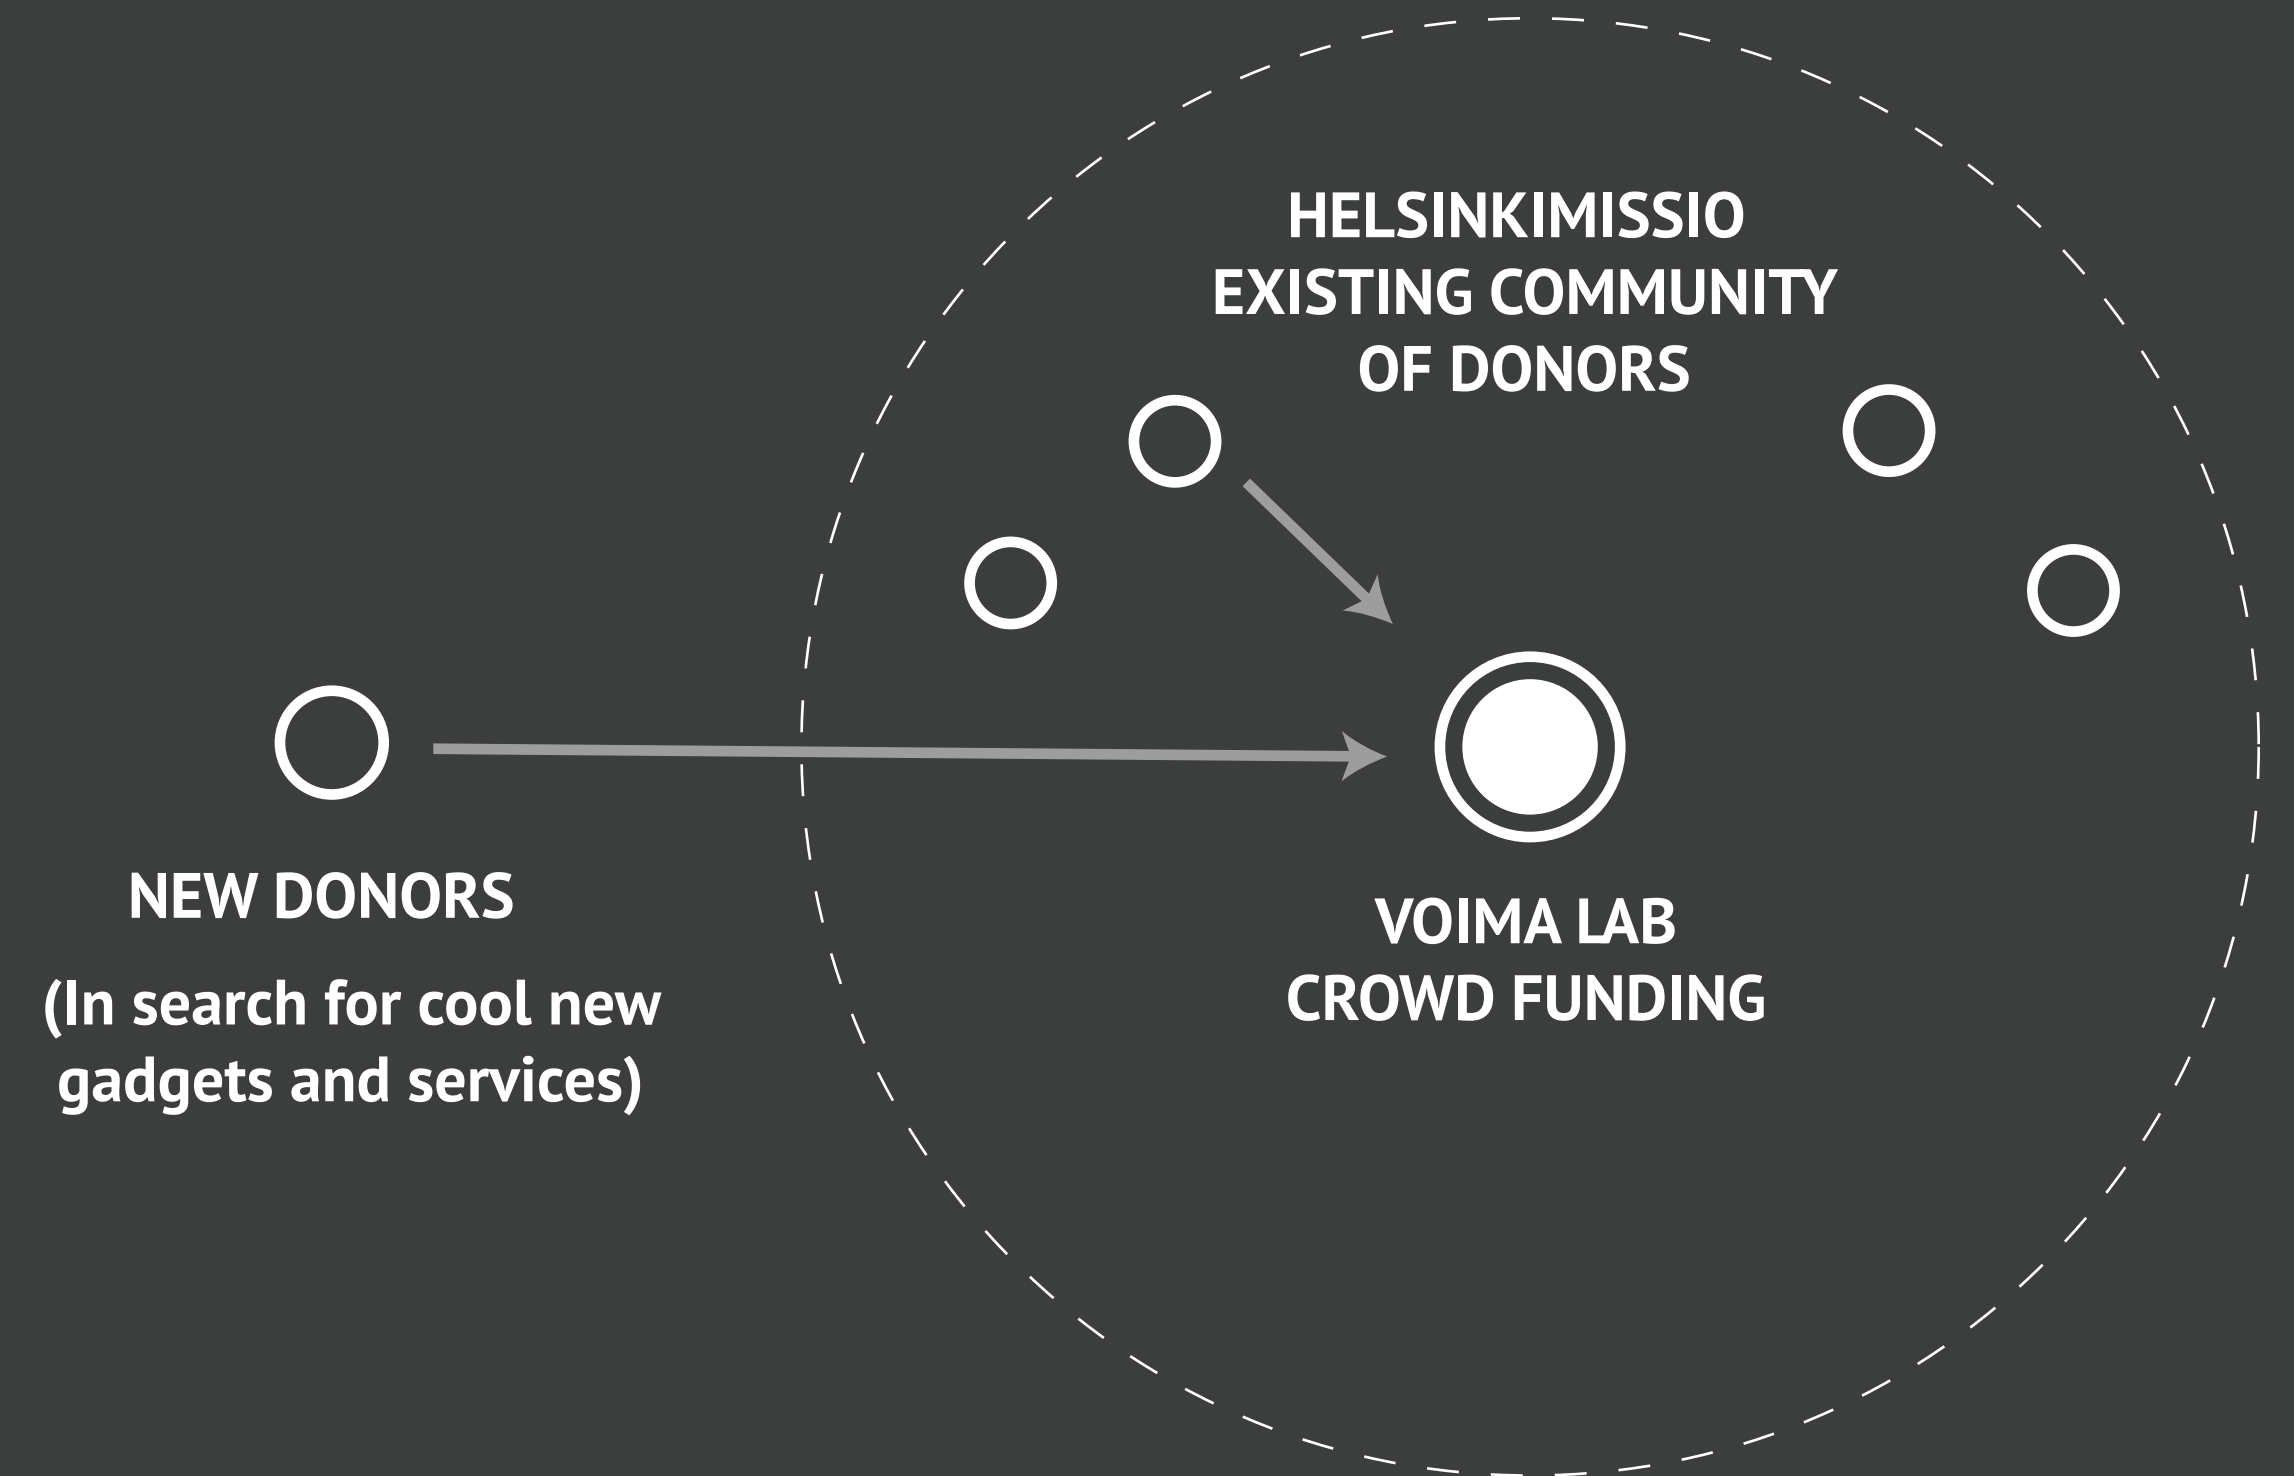 HELSINKIMISSIO
EXISTING COMMUNITY
OF DONORS
NEW DONORS
(In search for cool new
gadgets and services)
VOIMA LAB
CROWD FUNDING